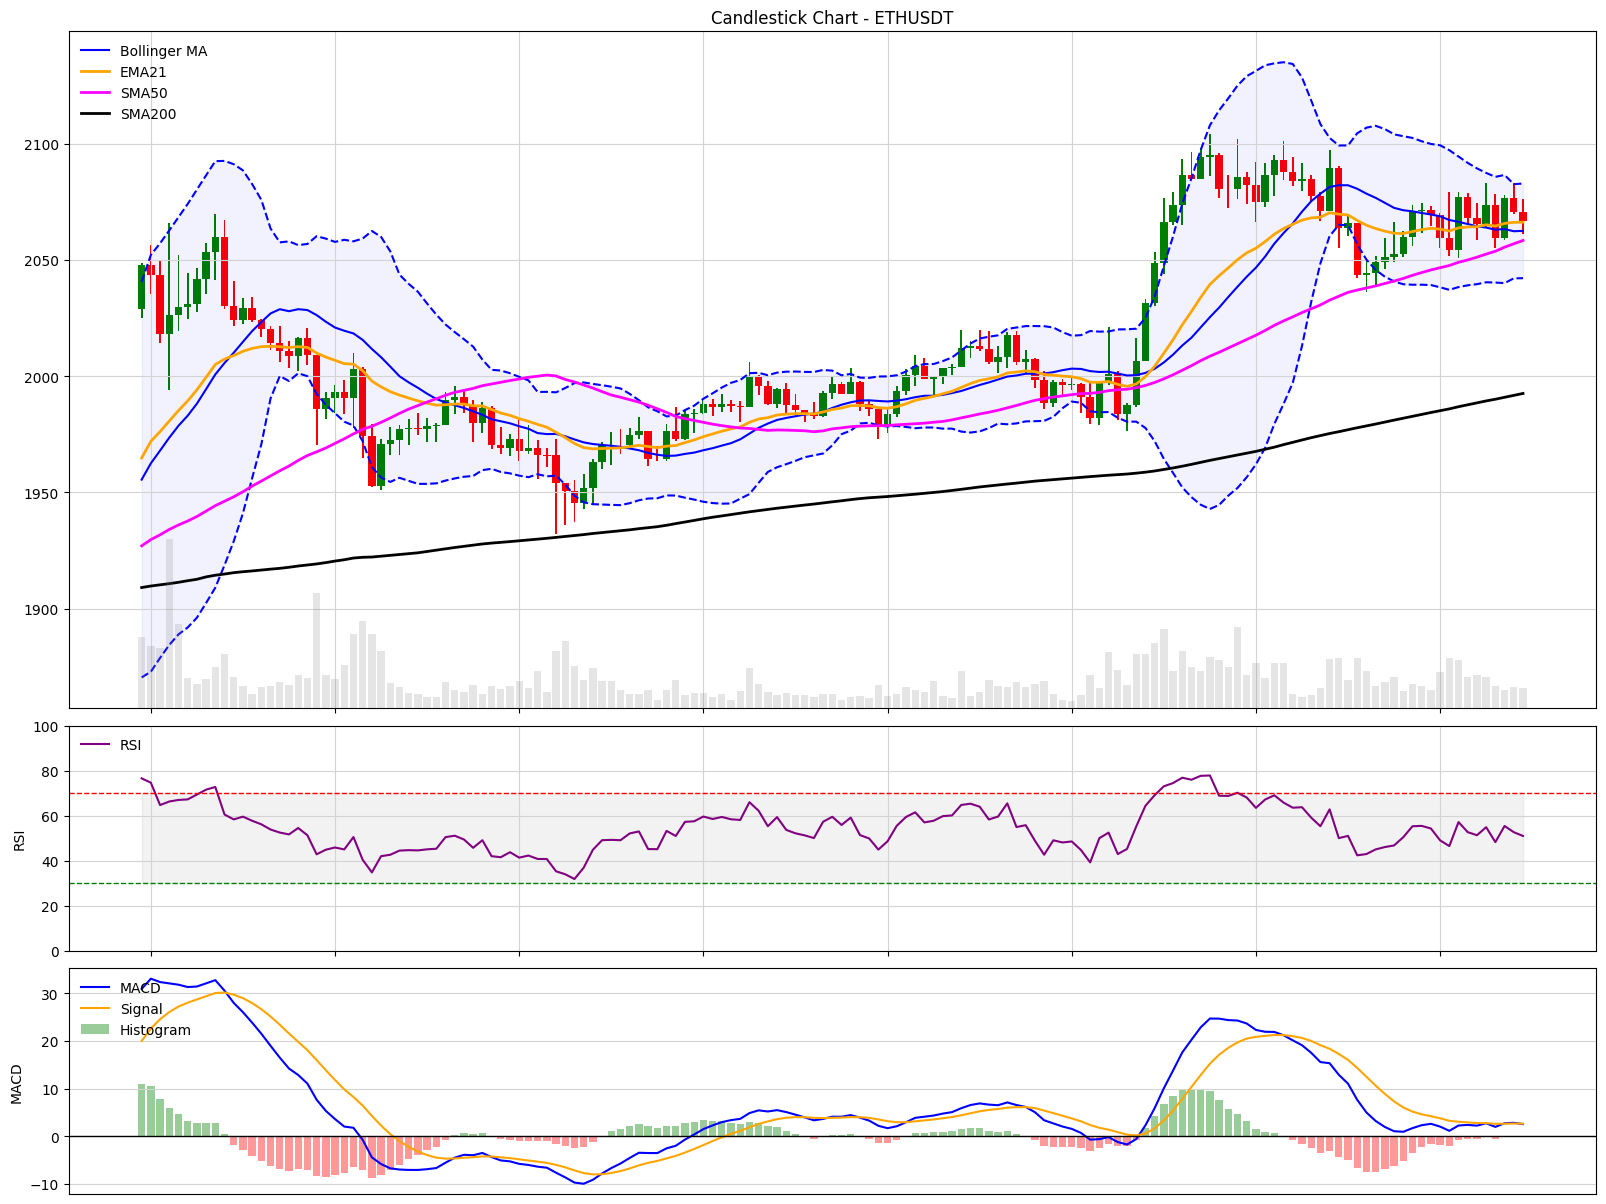 Candlestick Chart - ETHUSDT
Bollinger MA
EMA21
SMA50
SMA200
2100
2050
2000
1950
1900
RSI
100
80
60
40
20
0
RSI
MACD
Signal
Histogram
30
20
10
0
−10
MACD